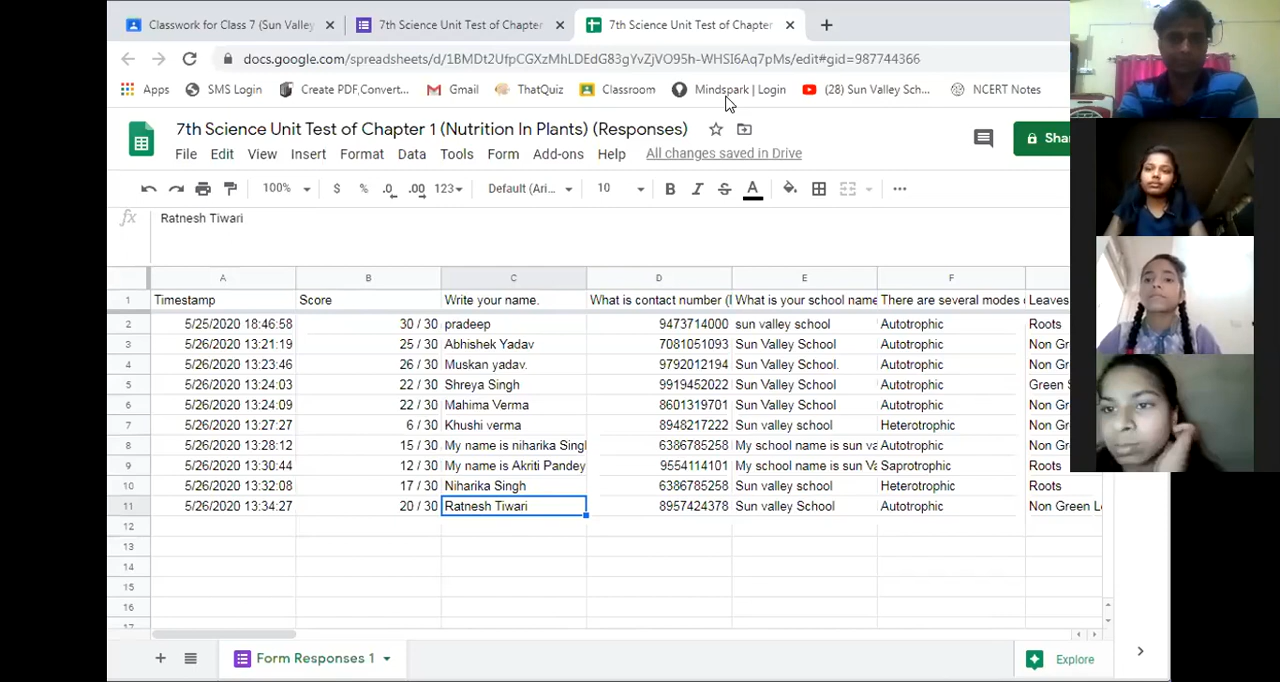 Classwork for Class 7 (Sun Valley
7th Science Unit Test of Chapter
7th Science Unit Test of Chapter
docs.google.com/spreadsheets/d/1BMDt2UfpCGXzMhLDEdG83gYvZjVO95h-WHSI6Aq7pMs/edit#gid=987744366
Apps SMS Login Create PDF,Convert... Gmail ThatQuiz Classroom Mindspark | Login (28) Sun Valley Sch... NCERT Notes
7th Science Unit Test of Chapter 1 (Nutrition In Plants) (Responses)
File Edit View Insert Format Data Tools Form Add-ons Help All changes saved in Drive
Shar
100% $ % .0 .00 123 Default (Ari... 10 B I S A
fx Ratnesh Tiwari
A B C D E F
1 Timestamp Score Write your name. What is contact number ( What is your school name There are several modes Leaves
2 5/25/2020 18:46:58 30 / 30 pradeep 9473714000 sun valley school Autotrophic Roots
3 5/26/2020 13:21:19 25 / 30 Abhishek Yadav 7081051093 Sun Valley School Autotrophic Non Gr
4 5/26/2020 13:23:46 26 / 30 Muskan yadav. 9792012194 Sun Valley School. Autotrophic Non Gr
5 5/26/2020 13:24:03 22 / 30 Shreya Singh 9919452022 Sun Valley School Autotrophic Green S
6 5/26/2020 13:24:09 22 / 30 Mahima Verma 8601319701 Sun Valley School Autotrophic Non Gr
7 5/26/2020 13:27:27 6 / 30 Khushi verma 8948217222 Sun Valley School Heterotrophic Non Gr
8 5/26/2020 13:28:12 15 / 30 My name is niharika Singl 6386785258 My school name is sun va Autotrophic Non Gr
9 5/26/2020 13:30:44 12 / 30 My name is Akriti Pandey 9554114101 My school name is sun Va Saprotrophic Roots
10 5/26/2020 13:32:08 17 / 30 Niharika Singh 6386785258 Sun valley School Heterotrophic Roots
11 5/26/2020 13:34:27 20 / 30 Ratnesh Tiwari 8957424378 Sun valley School Autotrophic Non Green Le
12
13
14
15
16
17
Form Responses 1
Explore